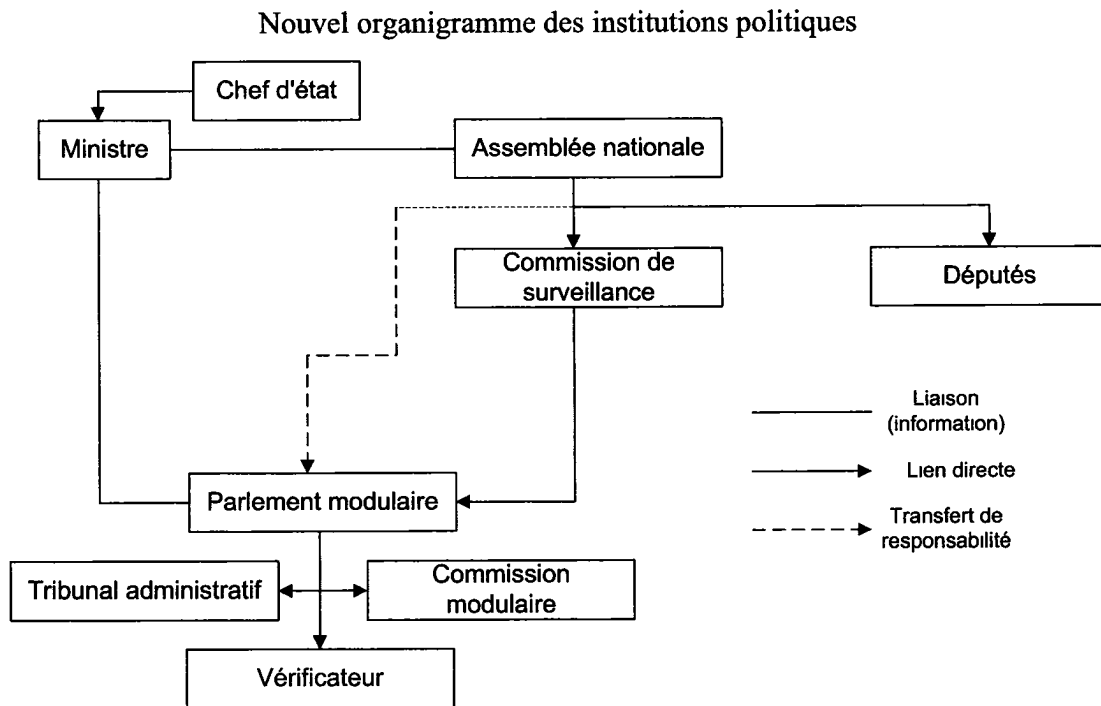 Nouvel organigramme des institutions politiques
Chef d'état
Ministre
Assemblée nationale
Commission de
surveillance
Députés
Liaison
(information)
Lien directe
Transfert de
responsabilité
Parlement modulaire
Tribunal administratif
Commission
modulaire
Vérificateur